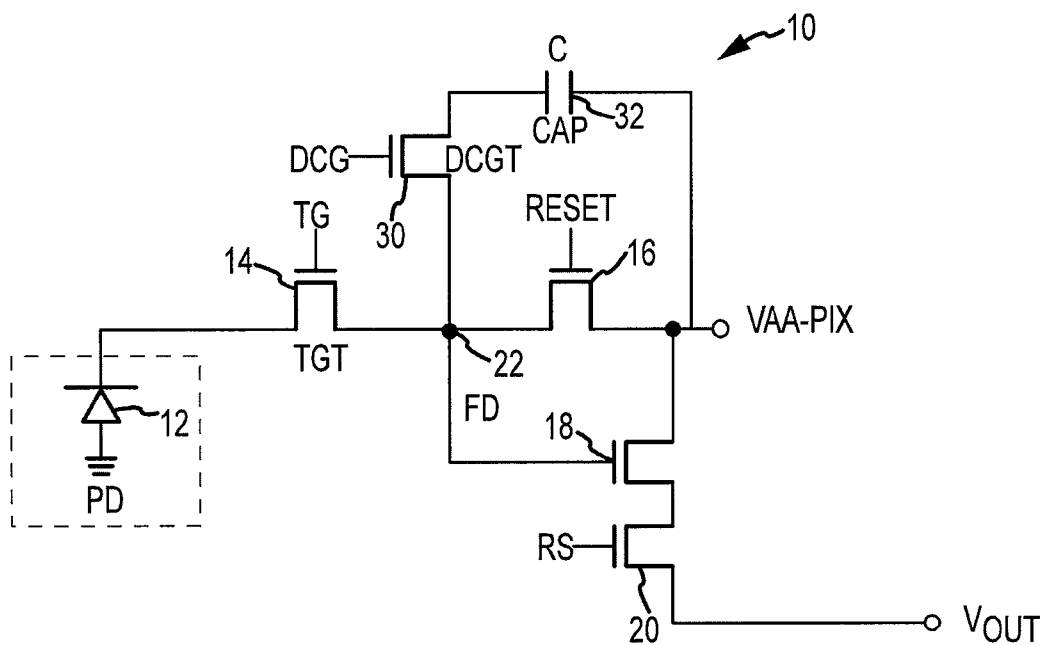 10
C
32
CAP
DCG
DCGT
30
TG
RESET
14
16
VAA-PIX
TGT
22
FD
12
PD
18
RS
20
VOUT